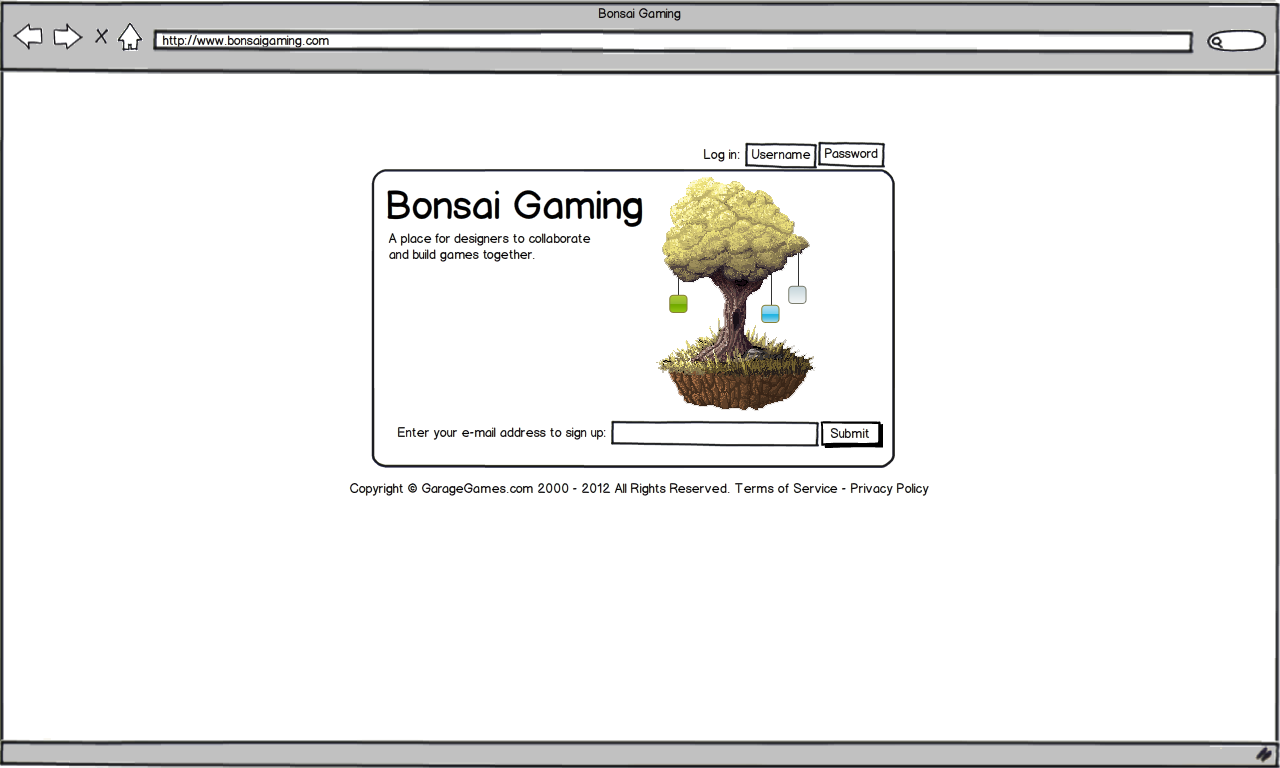 Bonsai Gaming
http://www.bonsaigaming.com
Log in: Username Password
Bonsai Gaming
A place for designers to collaborate
and build games together.
Enter your e-mail address to sign up: Submit
Copyright © GarageGames.com 2000 - 2012 All Rights Reserved. Terms of Service - Privacy Policy